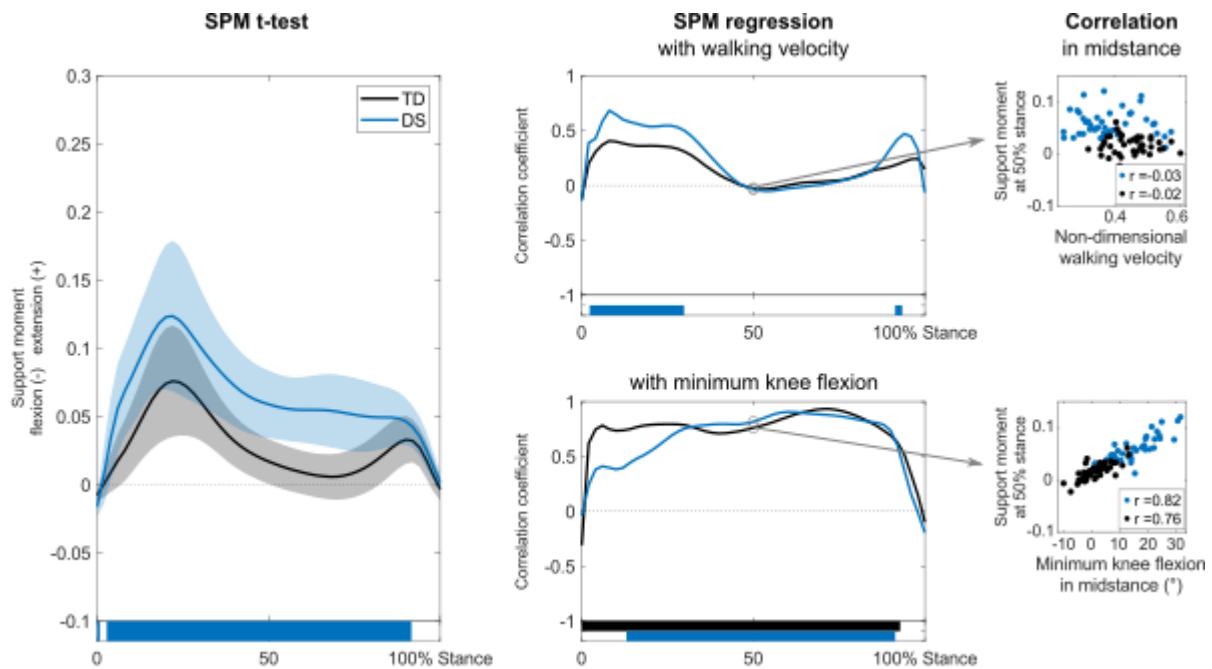 SPM t-test
0.3
0.25
0.2
0.15
0.1
0.05
0
-0.05
-0.1
Support moment
flexion (-) extension (+)
TD
DS
0
50
100% Stance
SPM regression
with walking velocity
1
0.5
0
-0.5
-1
Correlation coefficient
0
50
100% Stance
with minimum knee flexion
1
0.5
0
-0.5
-1
Correlation coefficient
0
50
100% Stance
Correlation
in midstance
0.1
0
-0.1
Support moment
at 50% stance
r=-0.03
r=-0.02
0.4
0.6
Non-dimensional
walking velocity
0.1
0
-0.1
Support moment
at 50% stance
r=0.82
r=0.76
-10 0 10 20 30
Minimum knee flexion
in midstance (°)